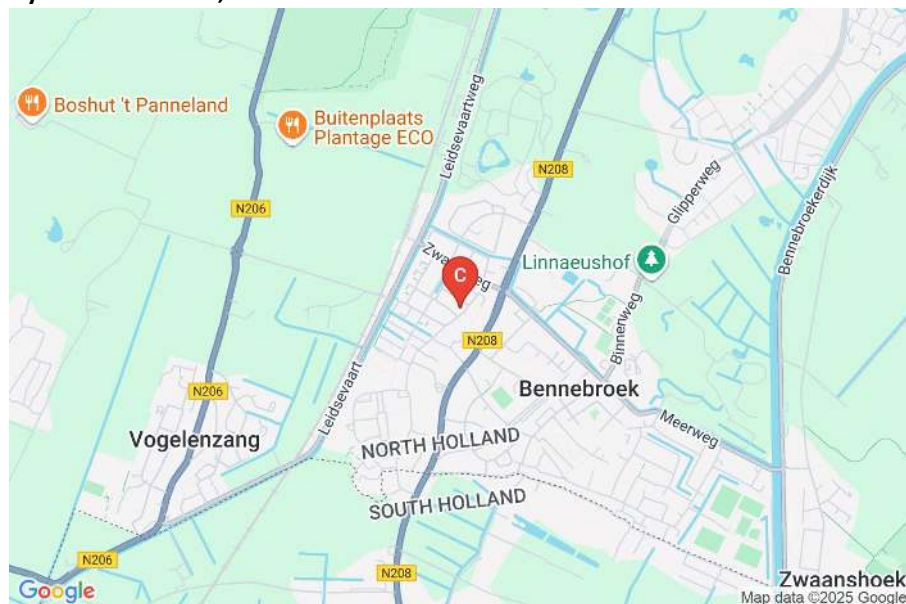 Boshut 't Panneland
Buitenplaats
Plantage ECO
Leidsevaartweg
N208
N206
Glipperweg
Bennebroekerdijk
Linnaeushof
C
N208
Binnenweg
N206
Leidsevaart
Bennebroek
Vogelenzang
NORTH HOLLAND
Meerweg
SOUTH HOLLAND
N206
N208
Zwaanshoek
Google
Map data ©2025 Google